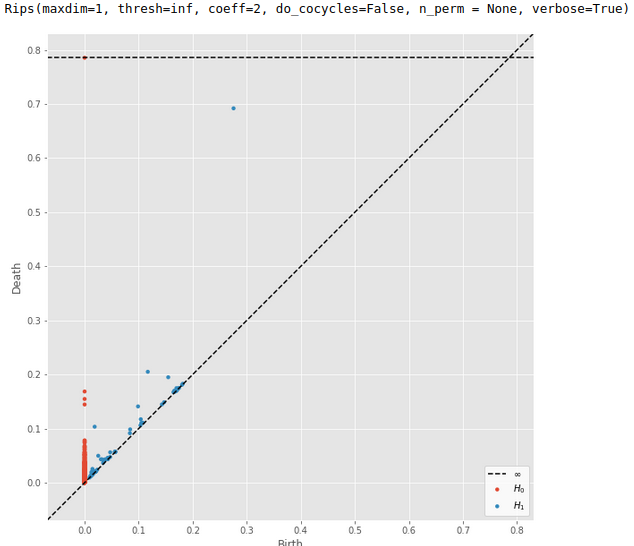 Rips(maxdim=1, thresh=inf, coeff=2, do_cocycles=False, n_perm = None, verbose=True)
0.8
0.7
0.6
0.5
0.4
0.3
0.2
0.1
0.0
Death
0.0 0.1 0.2 0.3 0.4 0.5 0.6 0.7 0.8
Birth
∞
H₀
H₁